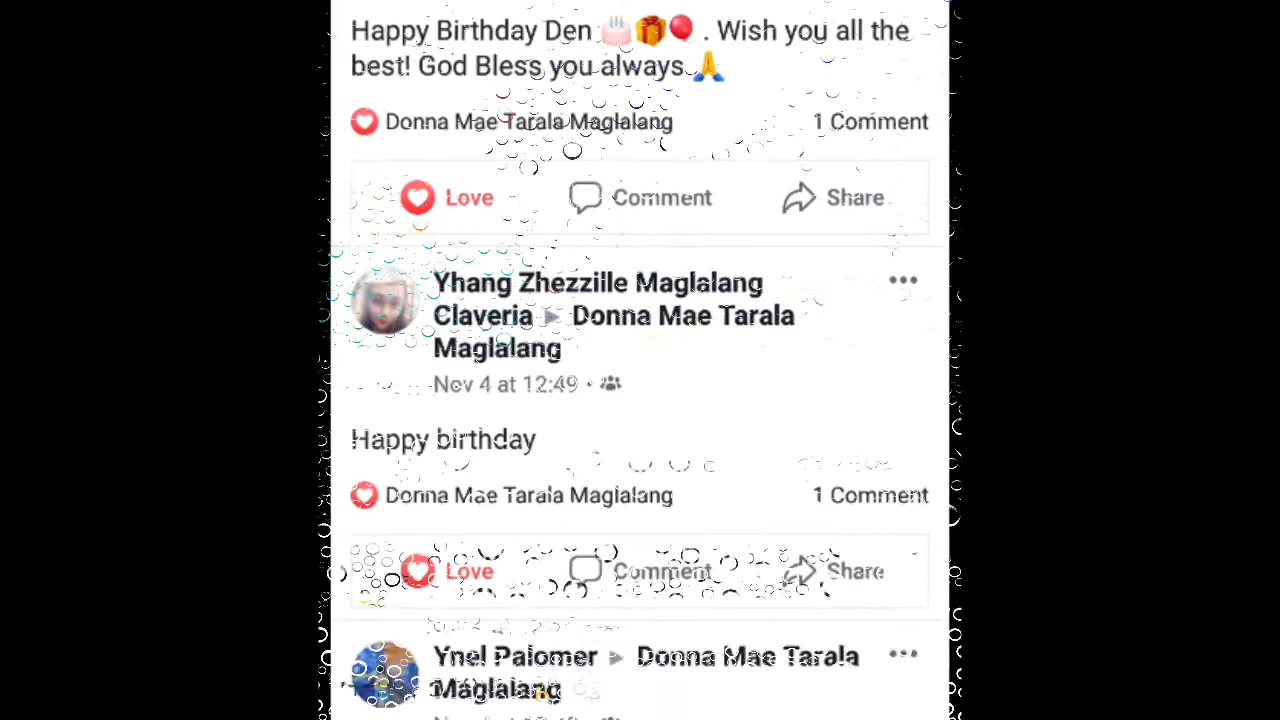 Happy Birthday Den 🎂🎁🎈 . Wish you all the
best! God Bless you always 🙏
Donna Mae Tarala Maglalang 1 Comment
Love Comment Share
Yhang Zhezzille Maglalang
Claveria ▶ Donna Mae Tarala
Maglalang
Nov 4 at 12:49 ·
Happy birthday
Donna Mae Tarala Maglalang 1 Comment
Love Comment Share
Ynel Palomer ▶ Donna Mae Tarala
Maglalang